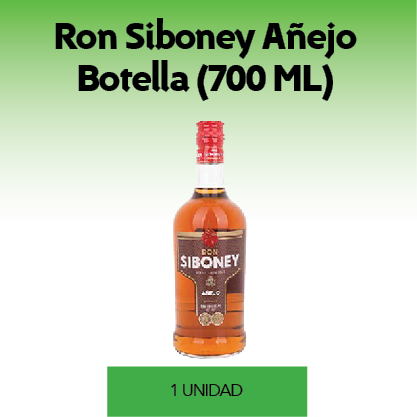 Ron Siboney Añejo
Botella (700 ML)
RON
SIBONEY
AÑEJO
1 UNIDAD